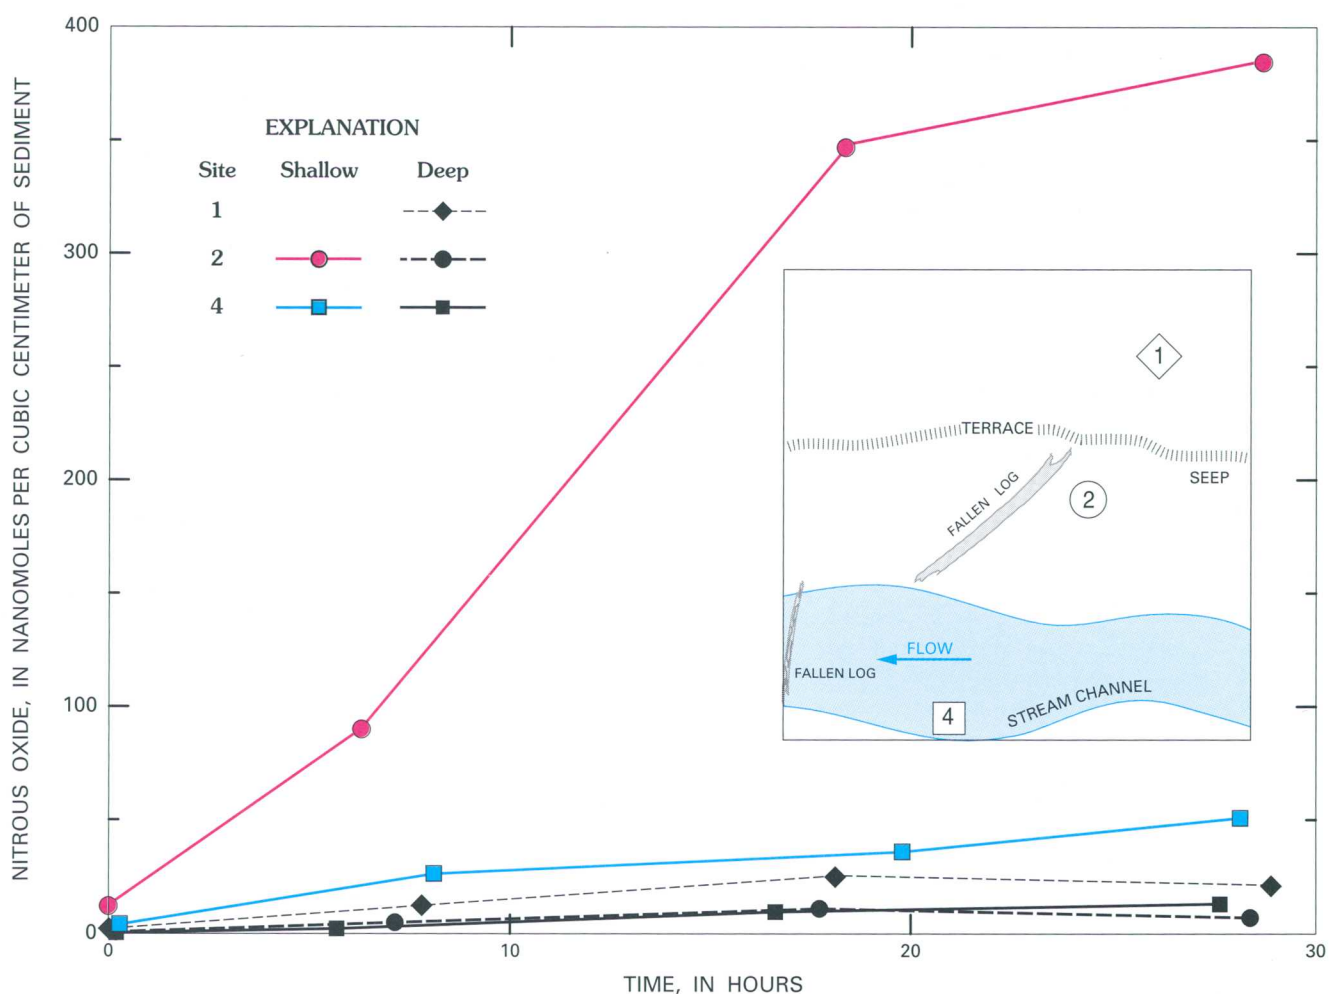 NITROUS OXIDE, IN NANOMOLES PER CUBIC CENTIMETER OF SEDIMENT
400
300
200
100
0
EXPLANATION
Site Shallow Deep
1
2
4
1
TERRACE
SEEP
FALLEN LOG
2
FLOW
FALLEN LOG
STREAM CHANNEL
4
0 10 20 30
TIME, IN HOURS